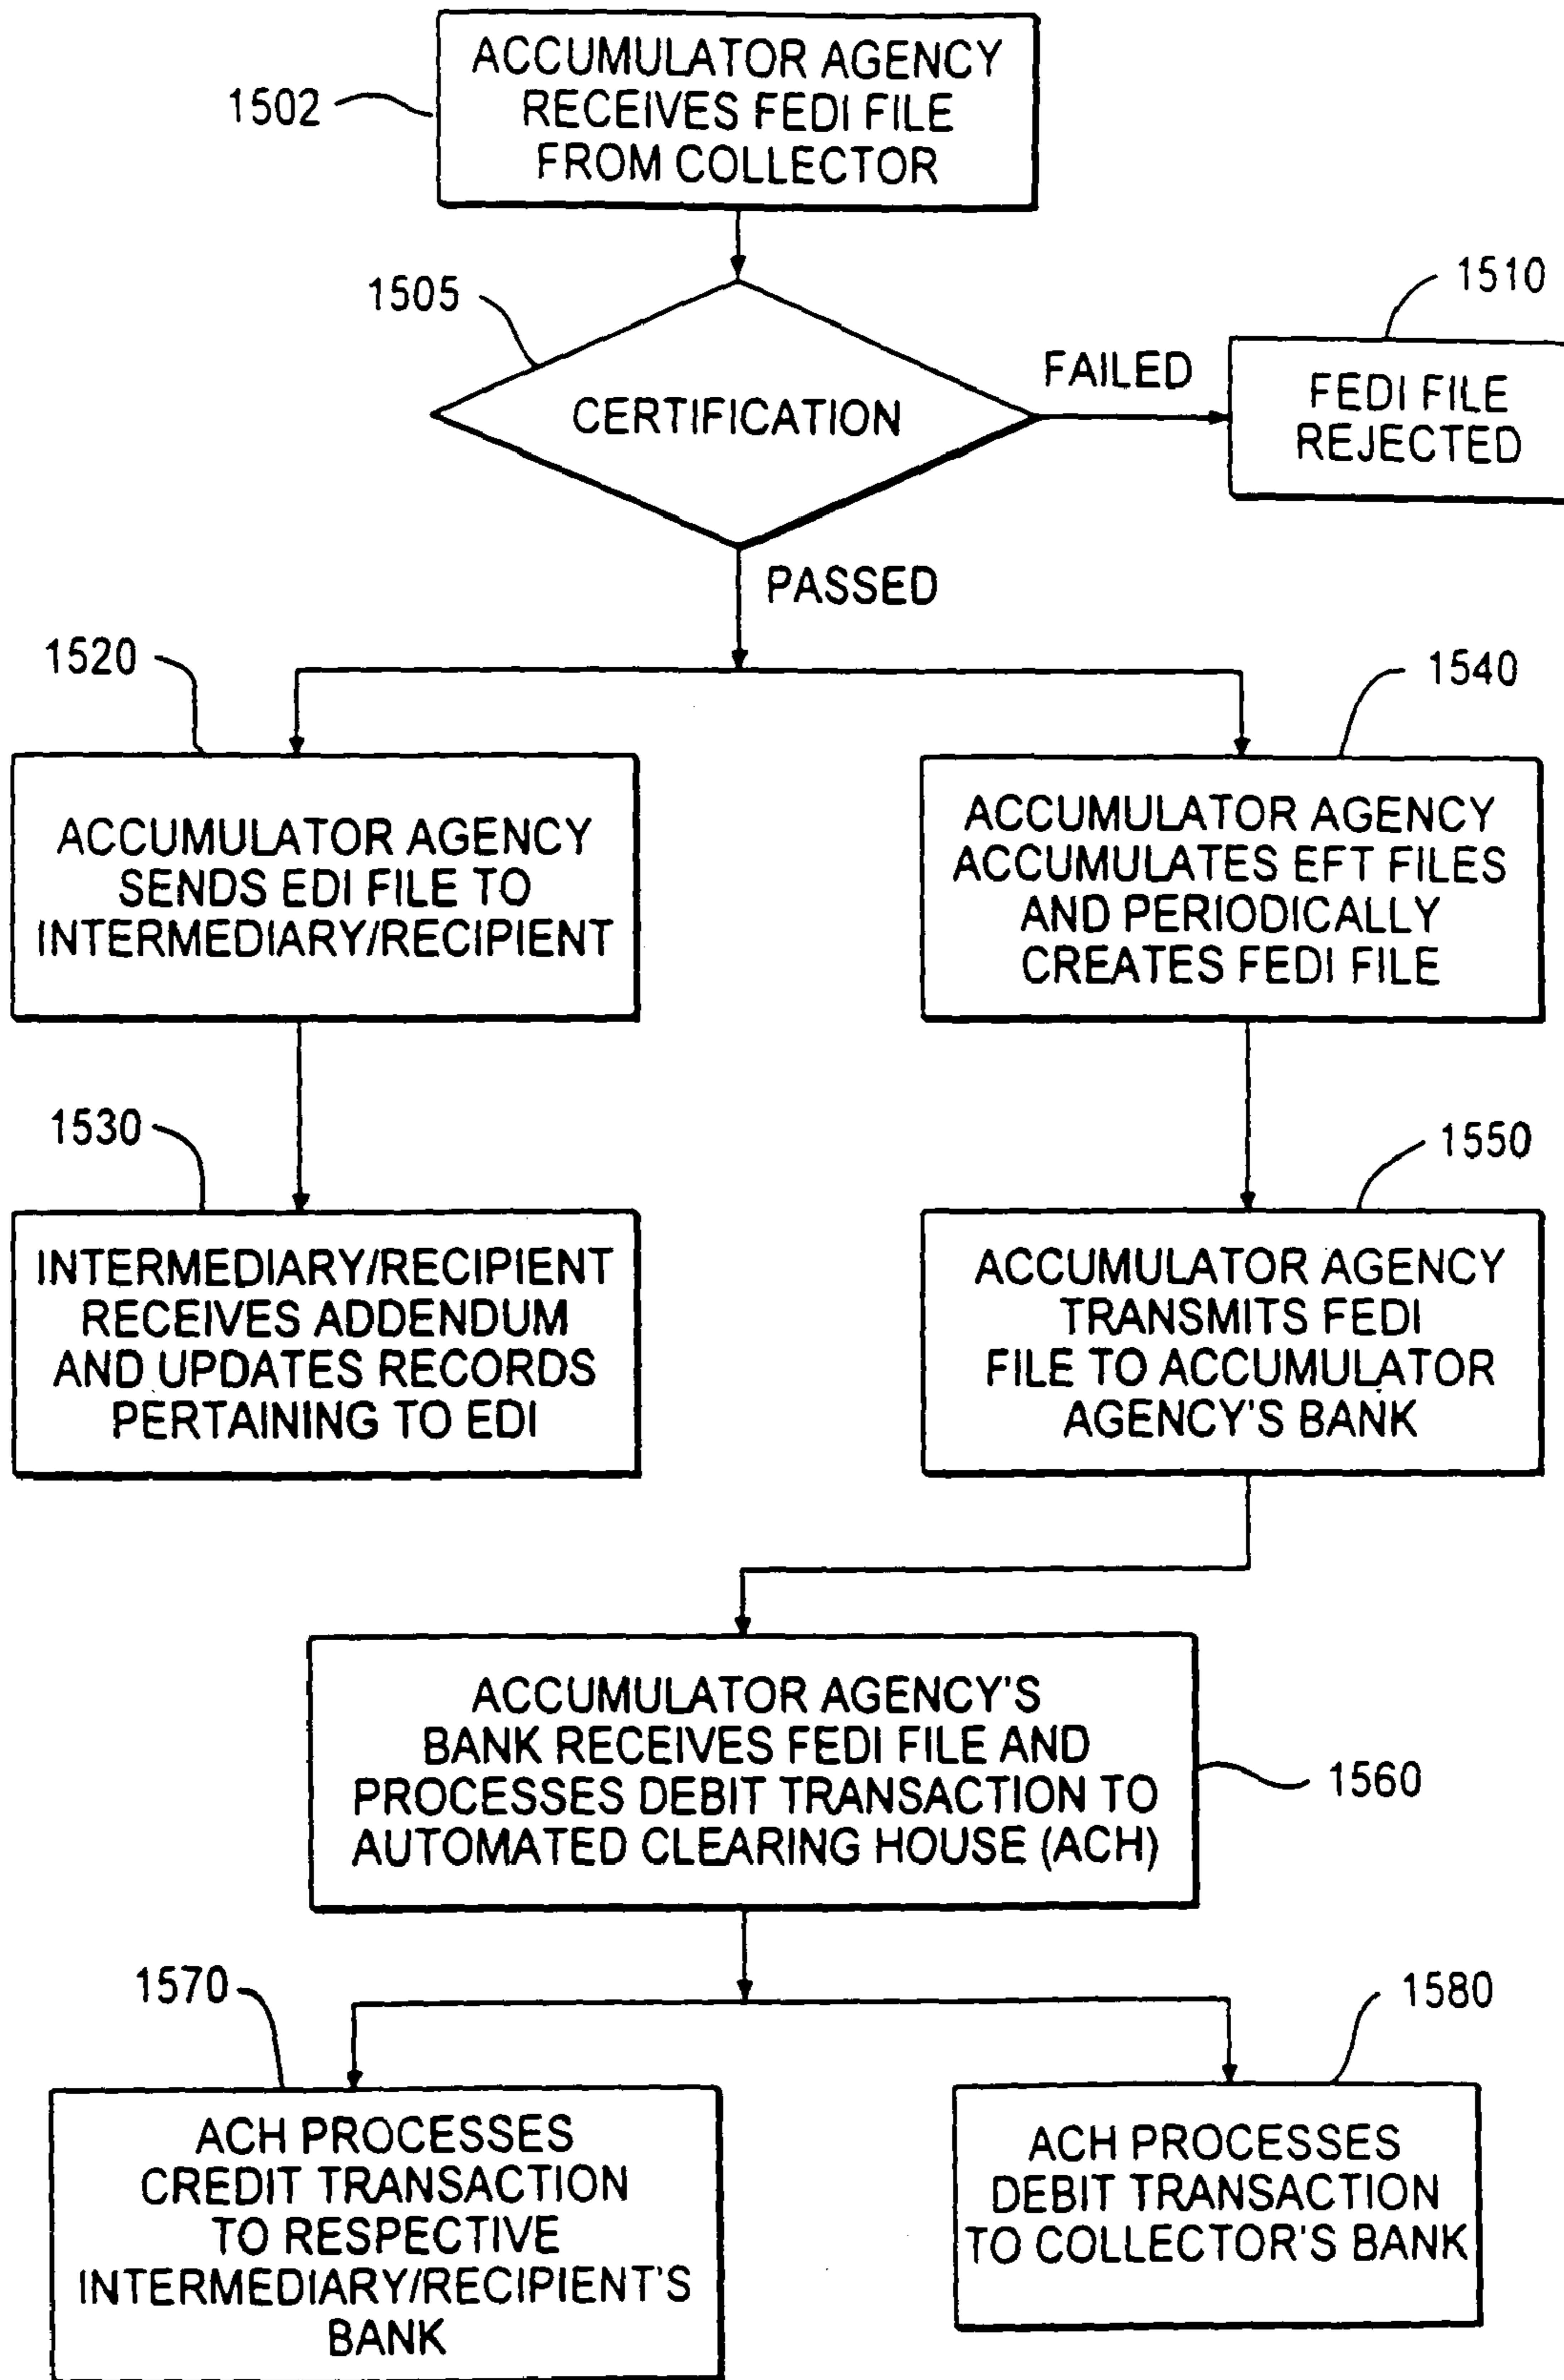 1502
ACCUMULATOR AGENCY
RECEIVES FEDI FILE
FROM COLLECTOR
1505
CERTIFICATION
FAILED
1510
FEDI FILE
REJECTED
PASSED
1520
ACCUMULATOR AGENCY
SENDS EDI FILE TO
INTERMEDIARY/RECIPIENT
1540
ACCUMULATOR AGENCY
ACCUMULATES EFT FILES
AND PERIODICALLY
CREATES FEDI FILE
1530
INTERMEDIARY/RECIPIENT
RECEIVES ADDENDUM
AND UPDATES RECORDS
PERTAINING TO EDI
1550
ACCUMULATOR AGENCY
TRANSMITS FEDI
FILE TO ACCUMULATOR
AGENCY'S BANK
ACCUMULATOR AGENCY'S
BANK RECEIVES FEDI FILE AND
PROCESSES DEBIT TRANSACTION TO
AUTOMATED CLEARING HOUSE (ACH)
1560
1570
ACH PROCESSES
CREDIT TRANSACTION
TO RESPECTIVE
INTERMEDIARY/RECIPIENT'S
BANK
1580
ACH PROCESSES
DEBIT TRANSACTION
TO COLLECTOR'S BANK